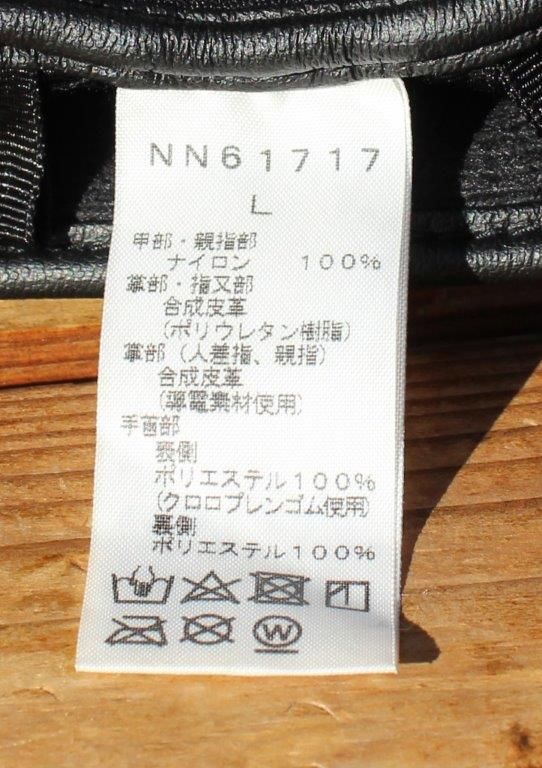 NN61717
L
甲部・親指部
ナイロン 100%
掌部・指又部
合成皮革
(ポリウレタン樹脂)
掌部(人差指、親指)
合成皮革
(導電素材使用)
手首部
表側
ポリエステル100%
(クロロプレンゴム使用)
裏側
ポリエステル100%
W